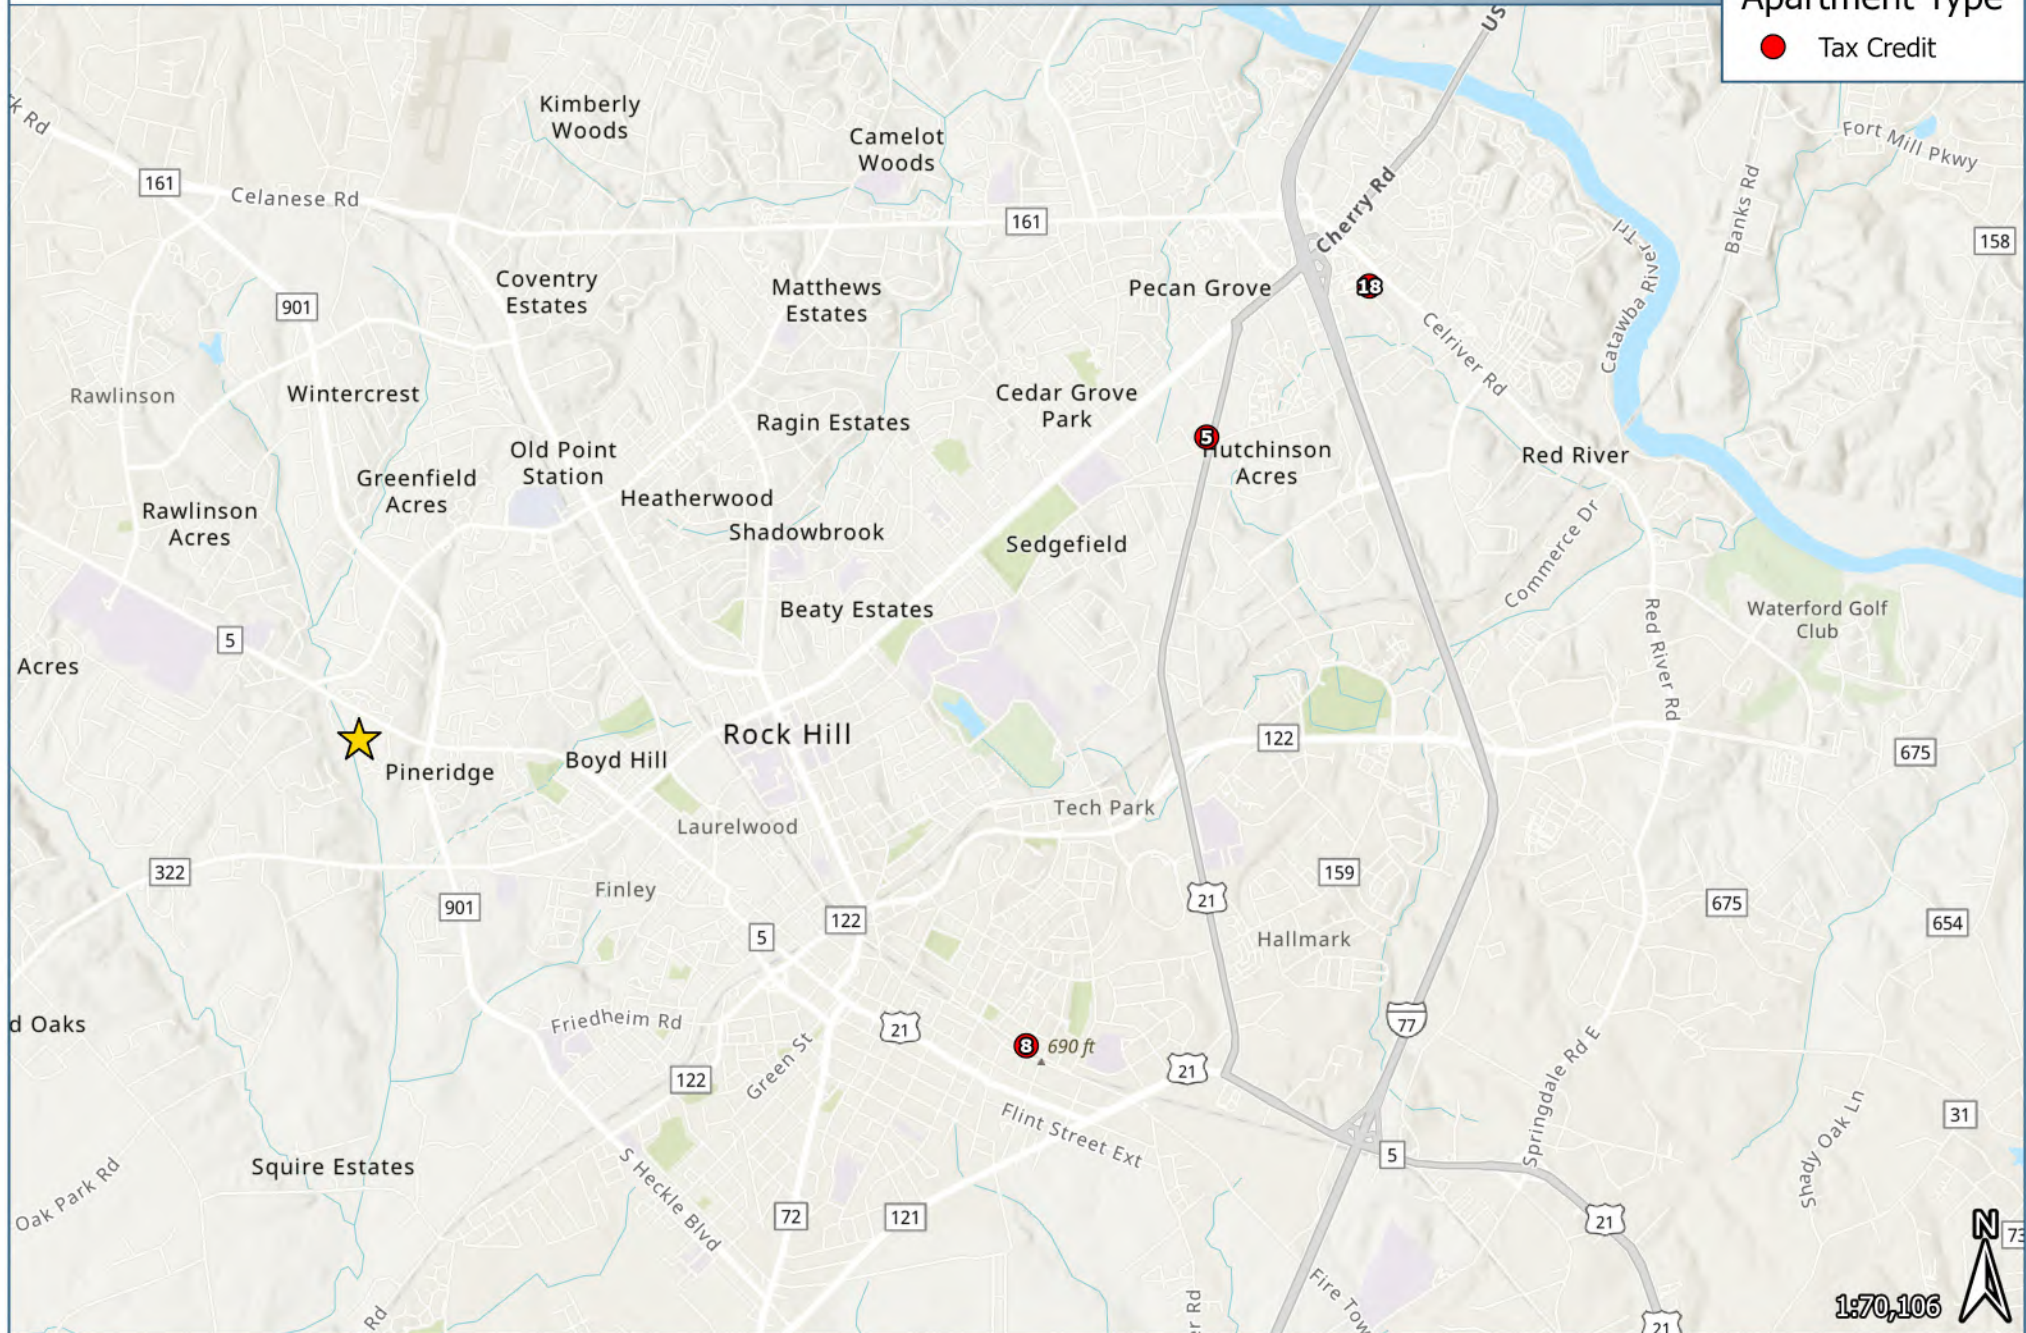 Apartment Type
Tax Credit
US
k Rd
Kimberly
Woods
Camelot
Woods
Fort Mill Pkwy
161
Celanese Rd
161
Cherry Rd
Banks Rd
158
Catawba River Trl
901
Coventry
Estates
Matthews
Estates
Pecan Grove
18
Celriver Rd
Rawlinson
Wintercrest
Cedar Grove
Park
Ragin Estates
5
Hutchinson
Acres
Red River
Old Point
Station
Greenfield
Acres
Heatherwood
Rawlinson
Acres
Shadowbrook
Sedgefield
Commerce Dr
Beaty Estates
Waterford Golf
Club
5
Acres
Red River Rd
Rock Hill
122
675
Boyd Hill
Pineridge
Tech Park
Laurelwood
322
159
Finley
21
901
675
5
122
654
Hallmark
d Oaks
Friedheim Rd
21
77
8
690 ft
21
122
Green St
Springdale Rd E
Flint Street Ext
Shady Oak Ln
31
5
Squire Estates
Oak Park Rd
S Heckle Blvd
72
121
21
N
73
Rd
er Rd
Fire Tow
1:70,106
21